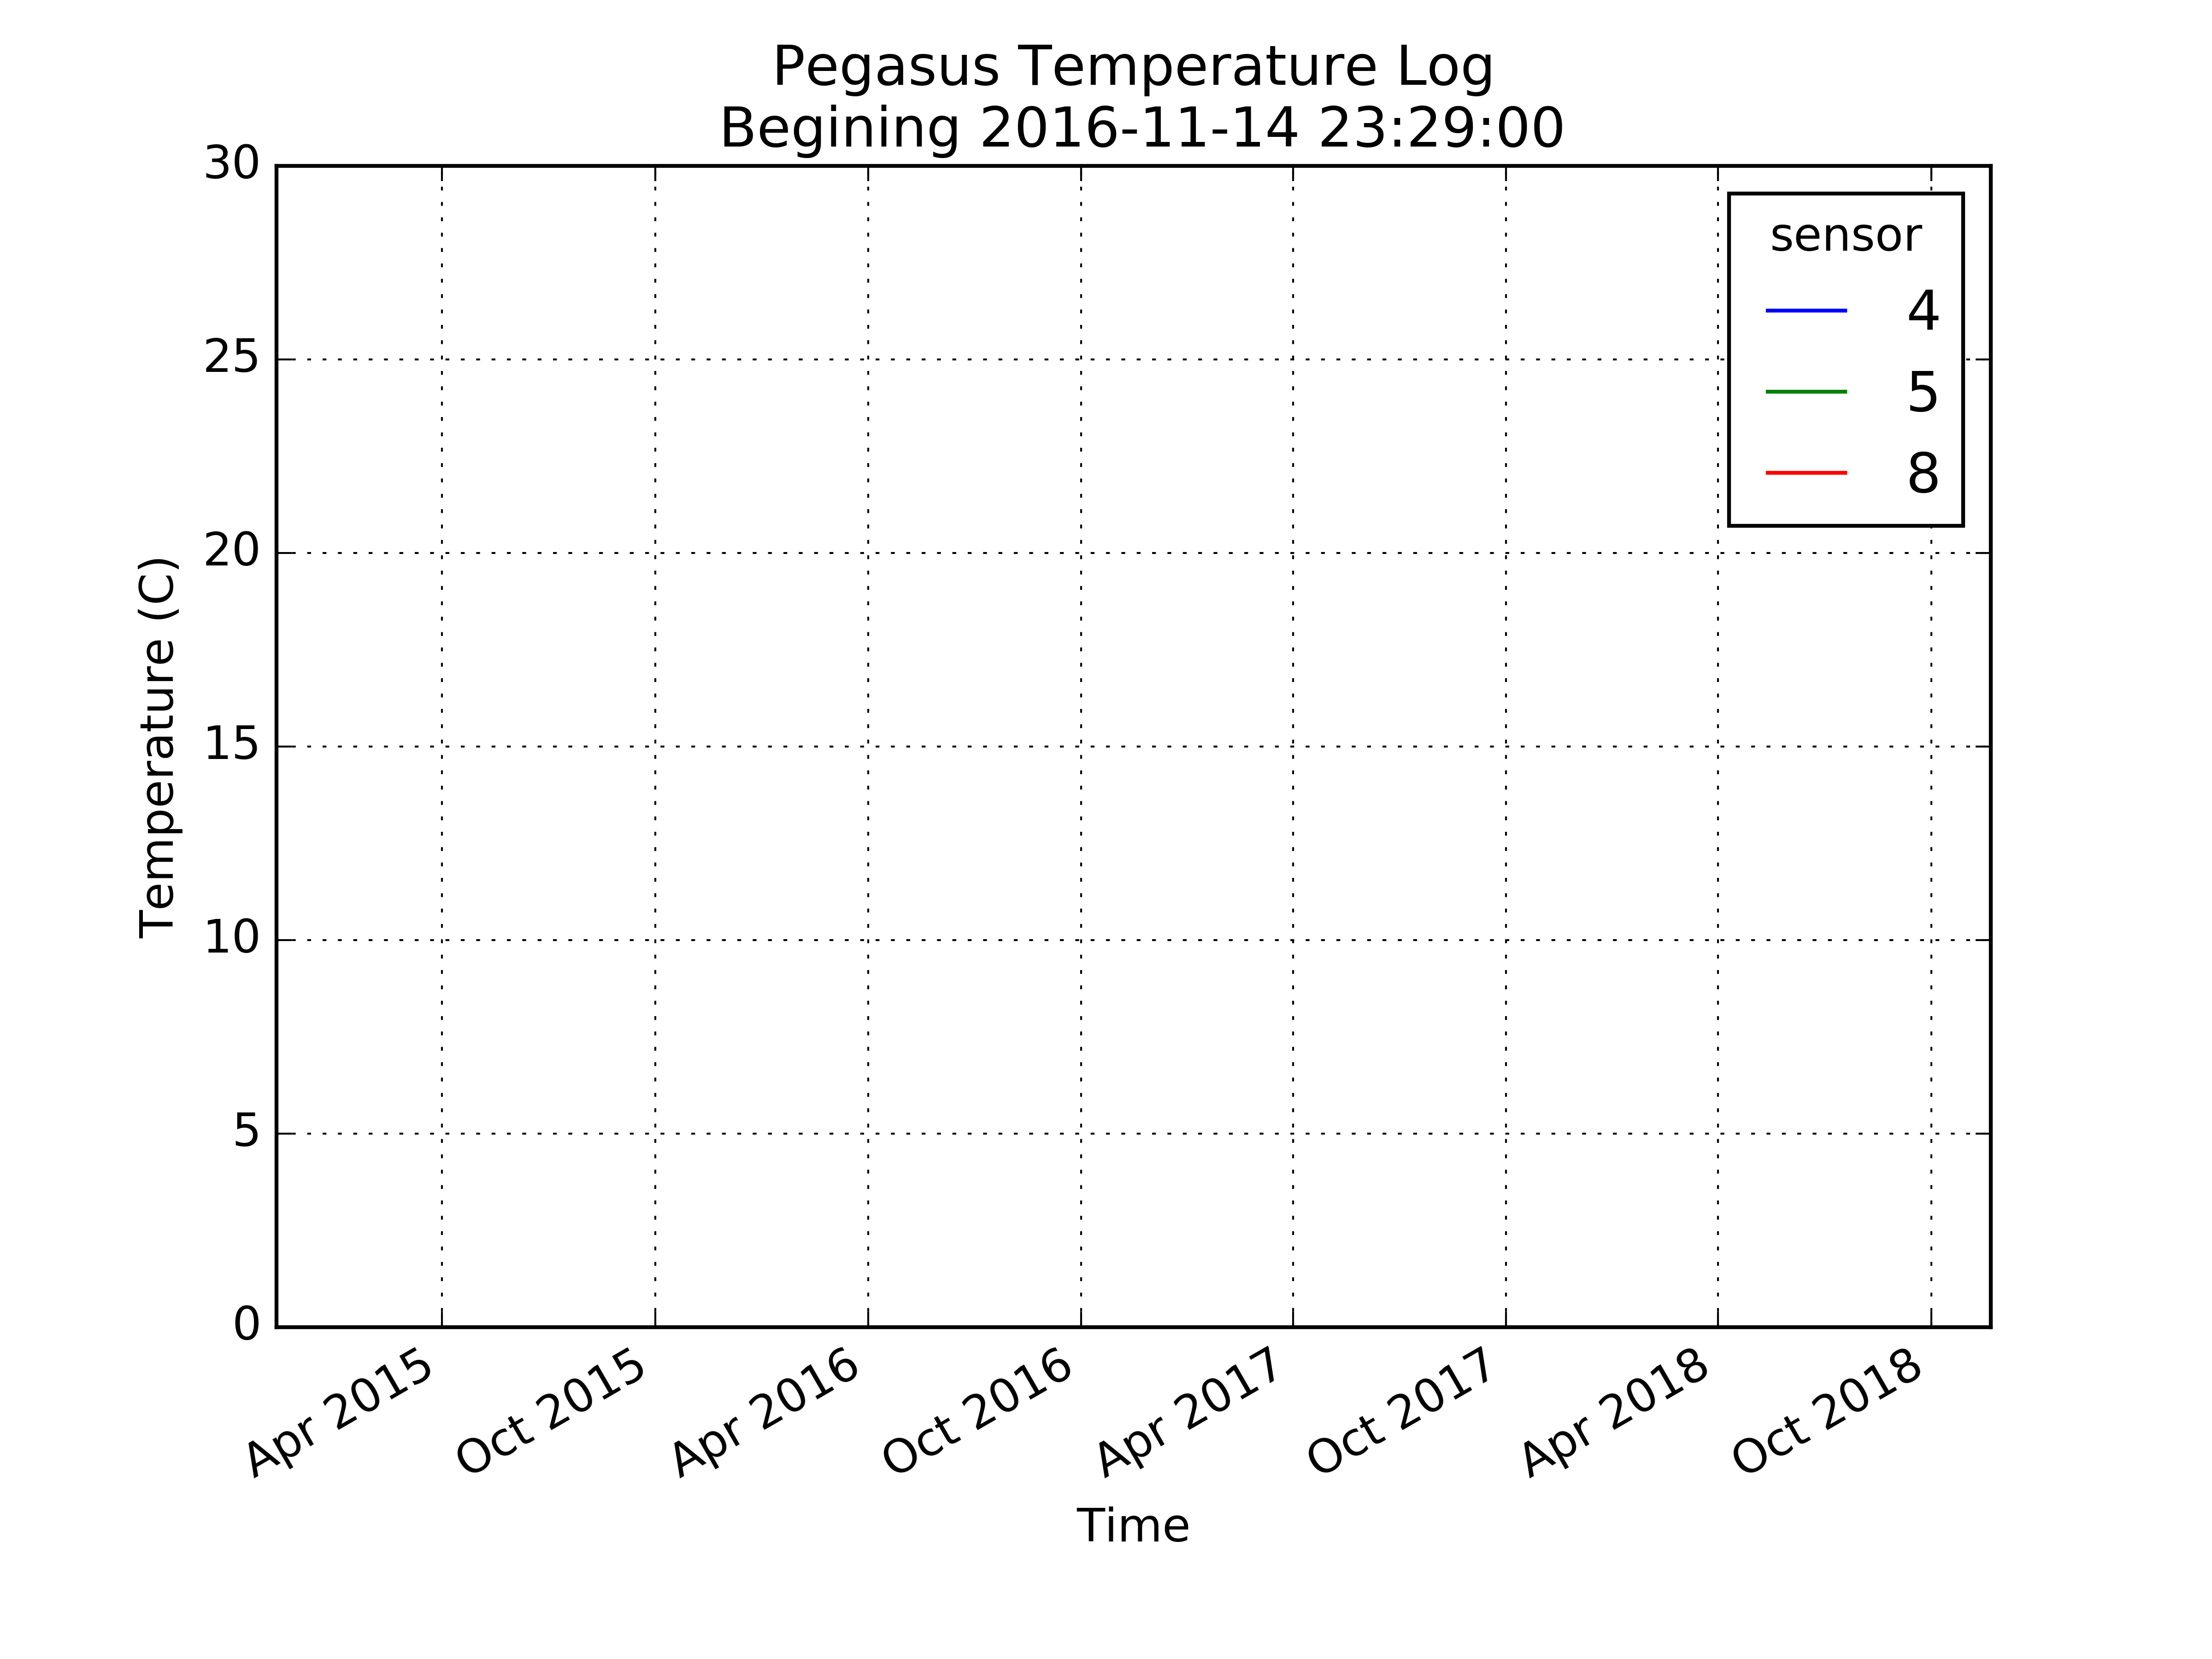 Pegasus Temperature Log
Begining 2016-11-14 23:29:00
30
25
20
15
10
5
0
Temperature (C)
sensor
4
5
8
Apr 2015
Oct 2015
Apr 2016
Oct 2016
Apr 2017
Oct 2017
Apr 2018
Oct 2018
Time